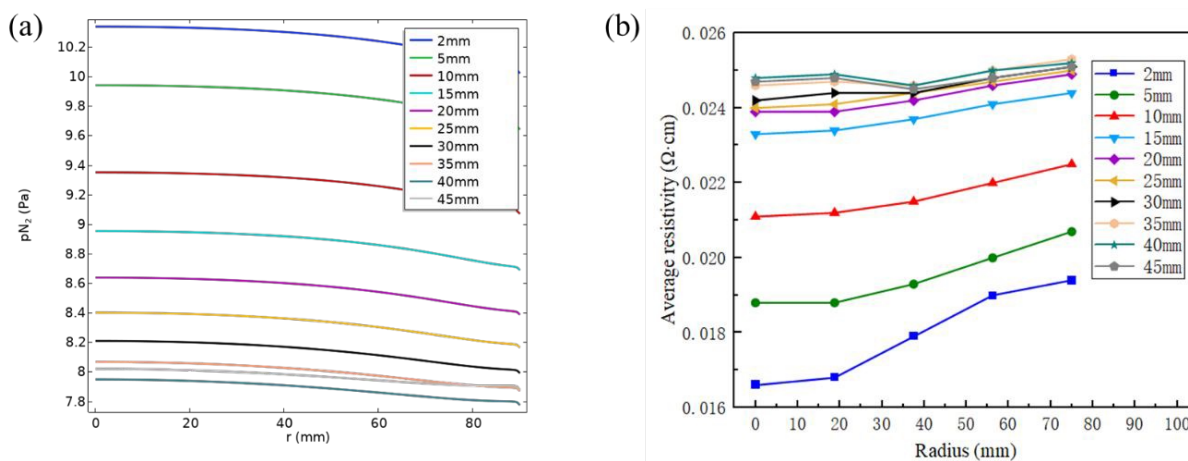 (a)
10.2
10
9.8
9.6
9.4
9.2
9
8.8
8.6
8.4
8.2
8
7.8
pN₂ (Pa)
0
20
40
60
80
r (mm)
2mm
5mm
10mm
15mm
20mm
25mm
30mm
35mm
40mm
45mm
(b)
0.026
0.024
0.022
0.020
0.018
0.016
Average resistivity (Ω·cm)
0 10 20 30 40 50 60 70 80 90 100
Radius (mm)
2mm
5mm
10mm
15mm
20mm
25mm
30mm
35mm
40mm
45mm